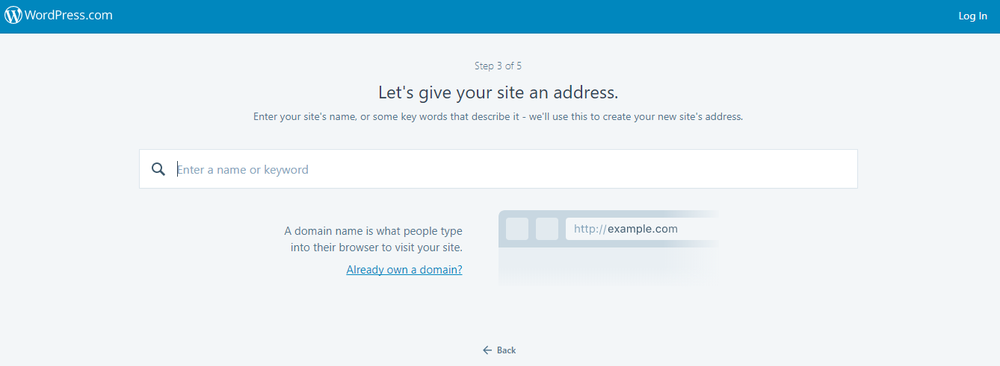 WordPress.com
Log In
Step 3 of 5
Let's give your site an address.
Enter your site's name, or some key words that describe it - we'll use this to create your new site's address.
Enter a name or keyword
A domain name is what people type
into their browser to visit your site.
Already own a domain?
http://example.com
Back